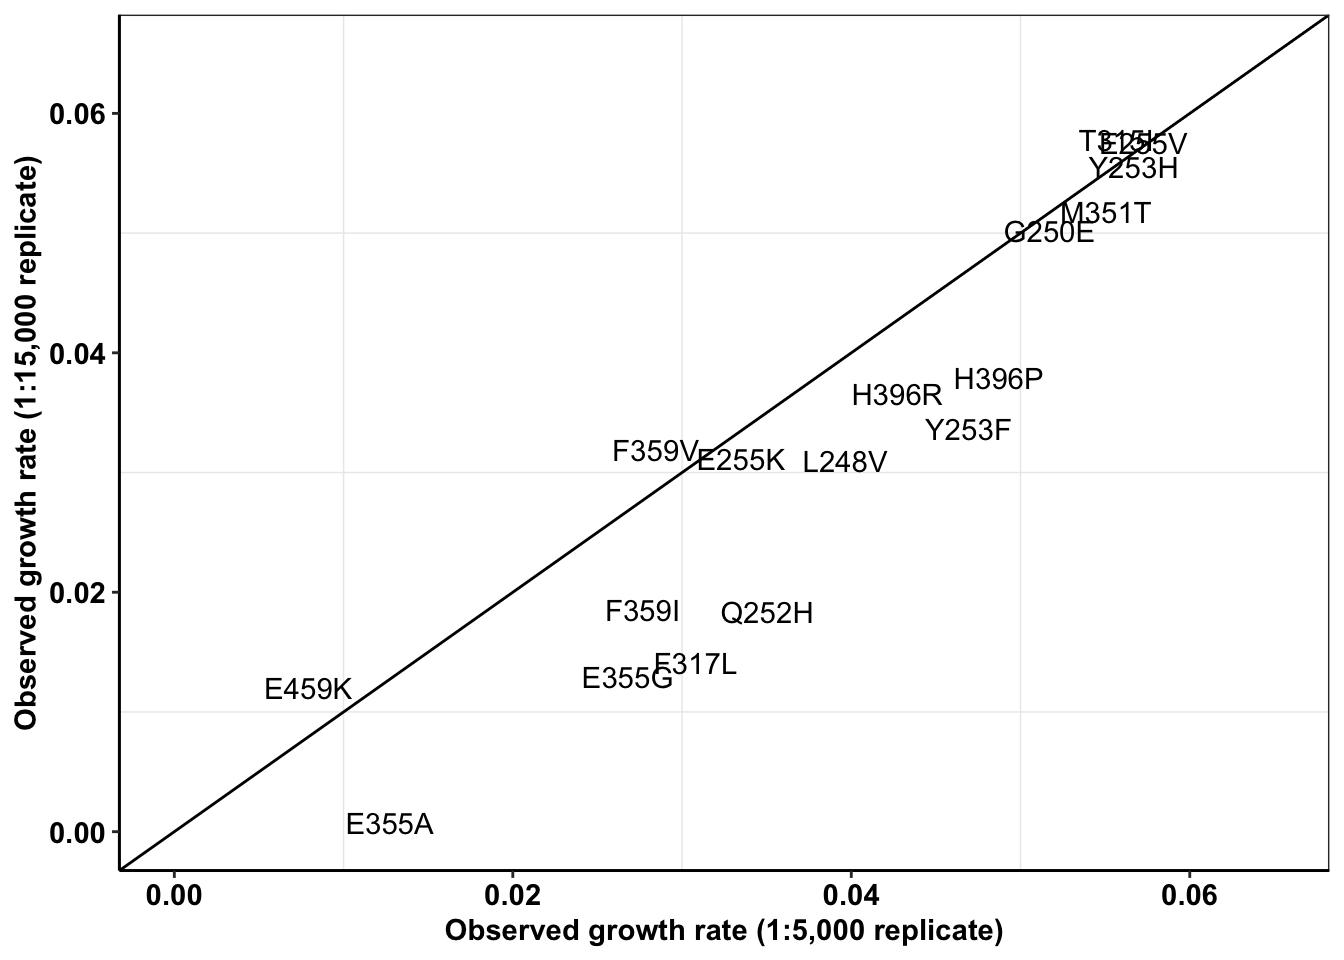 0.06
0.04
0.02
0.00
Observed growth rate (1:15,000 replicate)
T315I
E255V
Y253H
M351T
G250E
H396P
H396R
Y253F
F359V
E255K
L248V
F359I
Q252H
F317L
E355G
E459K
E355A
0.00 0.02 0.04 0.06
Observed growth rate (1:5,000 replicate)